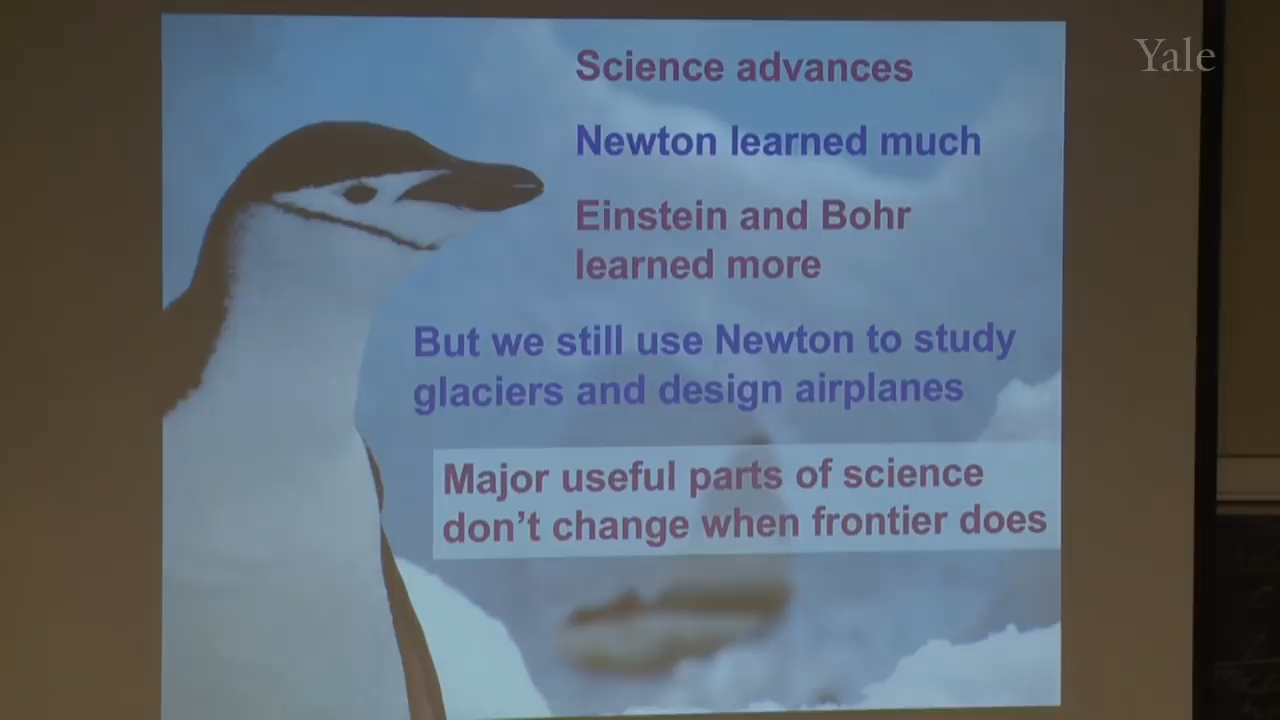 Yale
Science advances
Newton learned much
Einstein and Bohr
learned more
But we still use Newton to study
glaciers and design airplanes
Major useful parts of science
don't change when frontier does